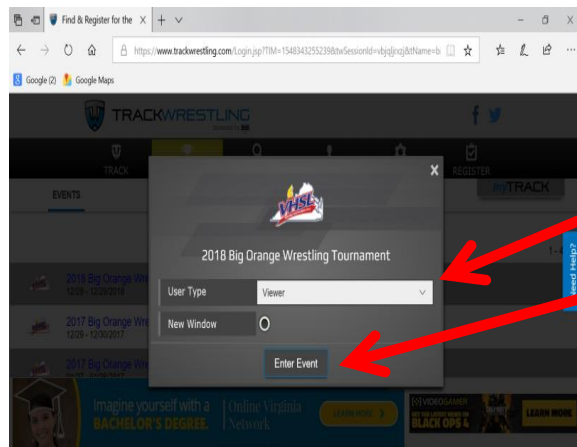 Find & Register for the
https://www.trackwrestling.com/Login.jsp?TIM=1548343255239&twSessionId=vbjqljnqzj&tName=bi
Google (2) Google Maps
TRACKWRESTLING
TRACK REGISTER
EVENTS myTRACK
VHSL
2018 Big Orange Wrestling Tournament
1 - 4
Need Help?
2018 Big Orange Wre
12/28 - 12/29/2018
User Type Viewer
2017 Big Orange Wre
12/29 - 12/30/2017
New Window
2017 Big Orange Wre
Enter Event
Imagine yourself with a
BACHELOR'S DEGREE.
Online Virginia
Network
LEARN MORE
VIDEOGAMER
BLACK OPS 4
LEARN MORE